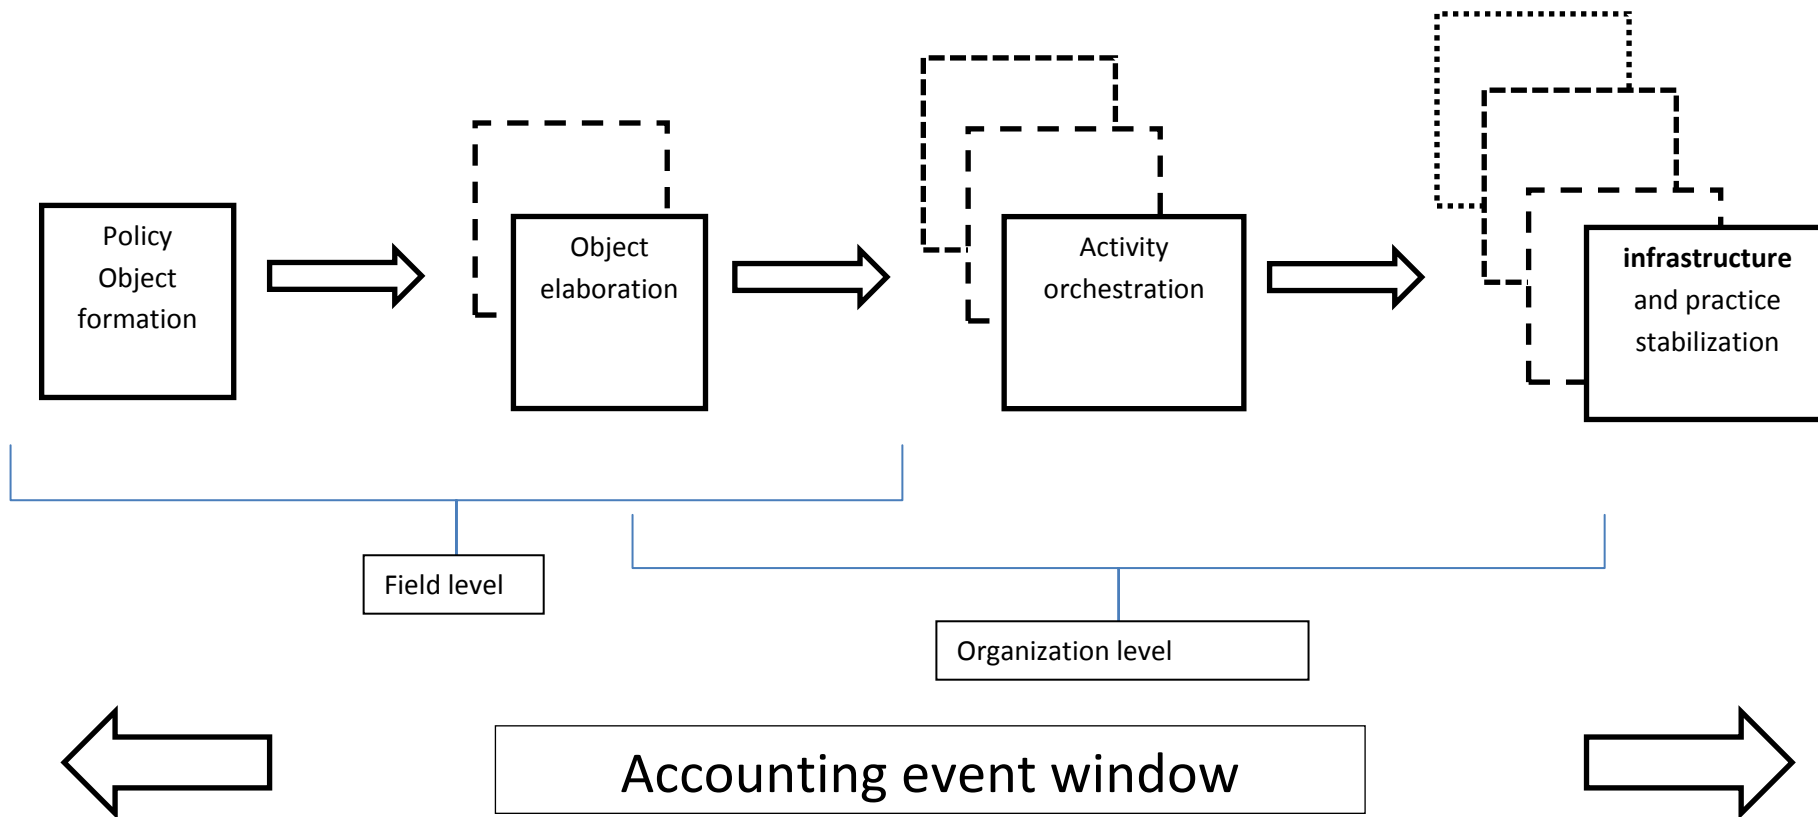 Policy
Object
formation
Object
elaboration
Activity
orchestration
infrastructure
and practice
stabilization
Field level
Organization level
Accounting event window